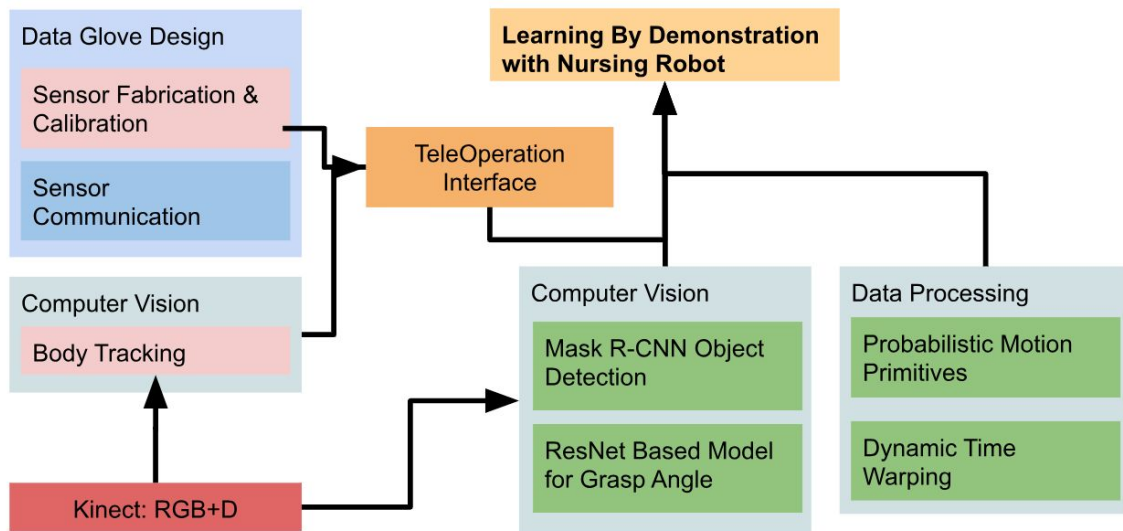 Data Glove Design
Sensor Fabrication &
Calibration
Sensor
Communication
Learning By Demonstration
with Nursing Robot
TeleOperation
Interface
Computer Vision
Body Tracking
Kinect: RGB+D
Computer Vision
Mask R-CNN Object
Detection
ResNet Based Model
for Grasp Angle
Data Processing
Probabilistic Motion
Primitives
Dynamic Time
Warping